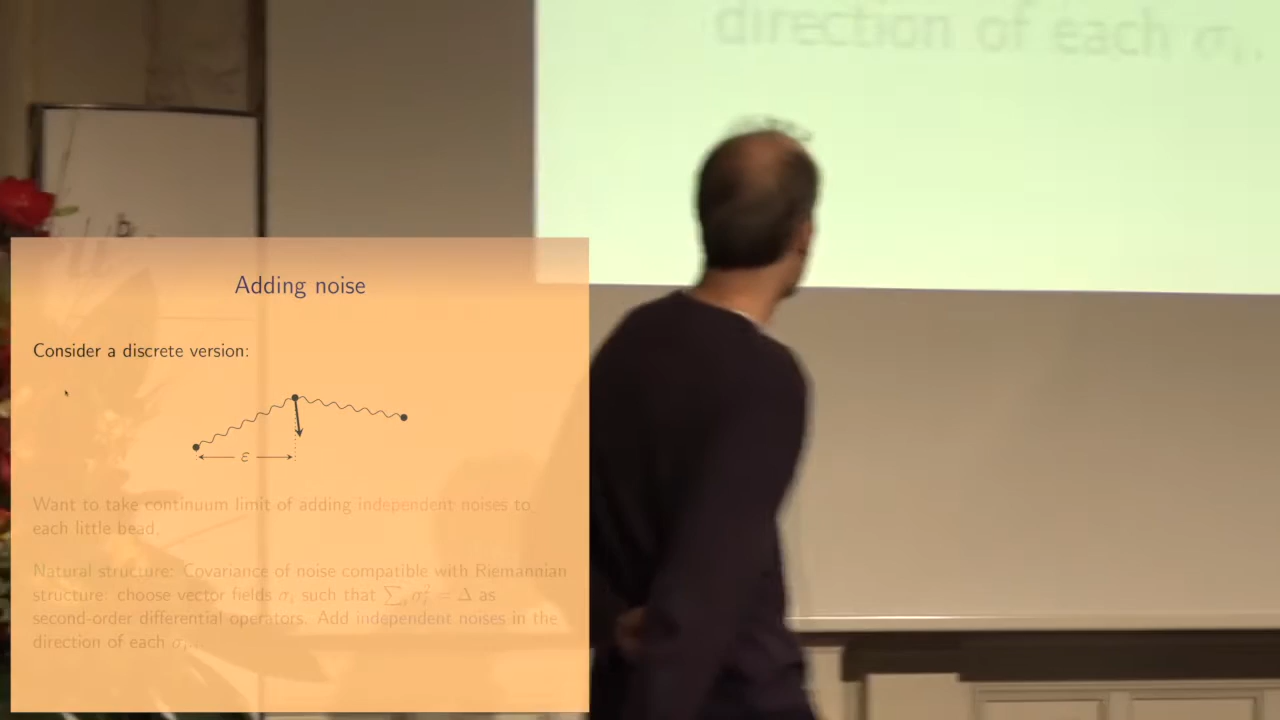 direction of each σᵢ.
Adding noise
Consider a discrete version:
ε
Want to take continuum limit of adding independent noises to
each little bead.
Natural structure: Covariance of noise compatible with Riemannian
structure: choose vector fields σᵢ such that ∑ᵢ σᵢ² = Δ as
second-order differential operators. Add independent noises in the
direction of each σᵢ.